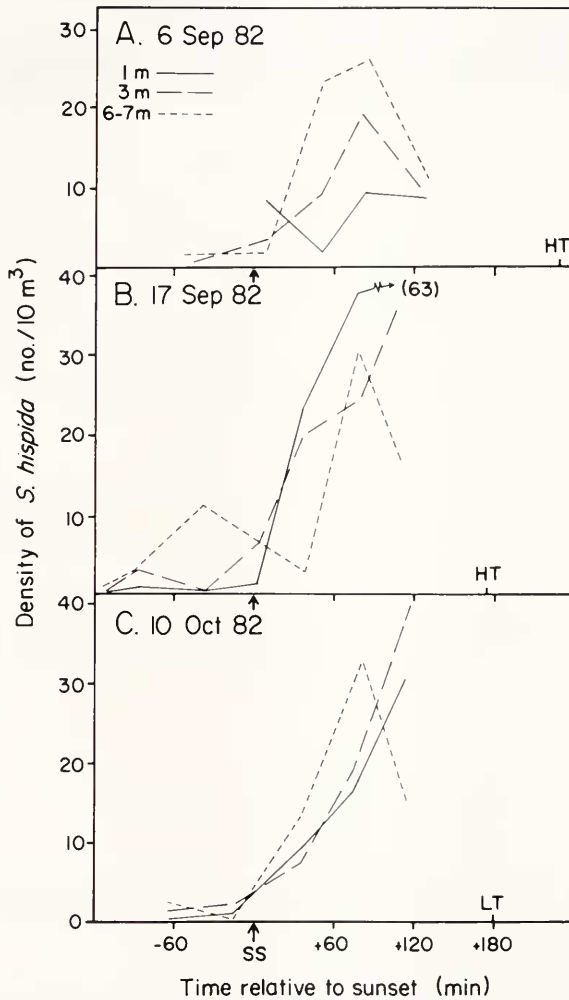 Density of S. hispida (no./10 m³)
30
20
10
A. 6 Sep 82
1 m
3 m
6-7m
HT
40
30
20
10
B. 17 Sep 82
(63)
HT
40
30
20
10
0
C. 10 Oct 82
LT
-60
SS
+60
+120
+180
Time relative to sunset (min)